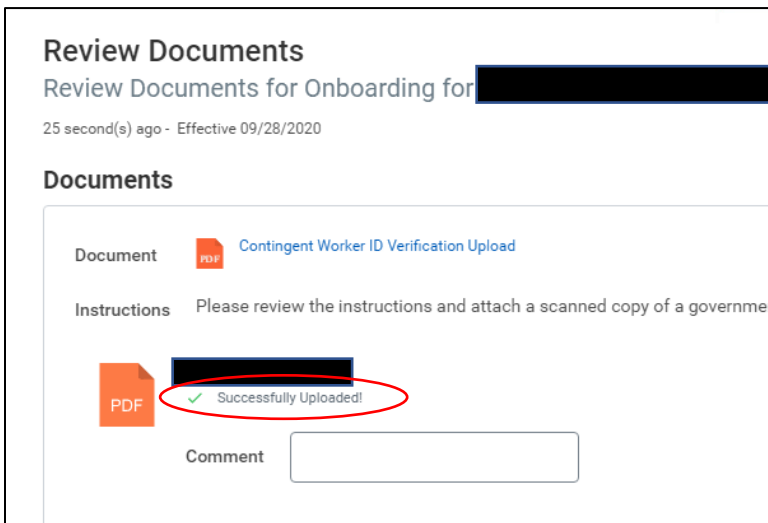 Review Documents
Review Documents for Onboarding for
25 second(s) ago - Effective 09/28/2020
Documents
Document PDF Contingent Worker ID Verification Upload
Instructions Please review the instructions and attach a scanned copy of a governme
PDF
Successfully Uploaded!
Comment